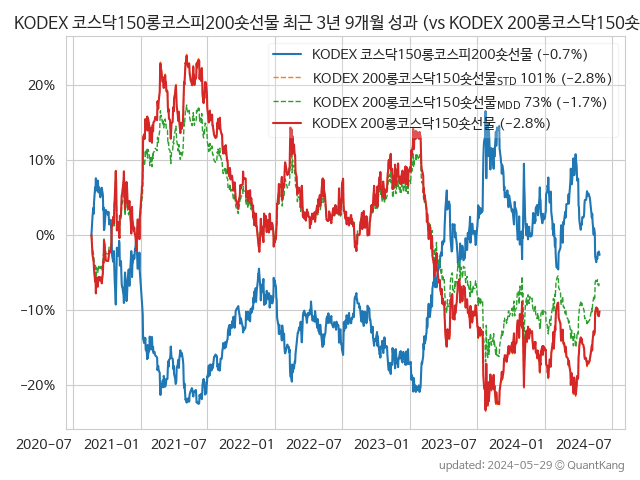 KODEX 코스닥150롱코스피200숏선물 최근 3년 9개월 성과 (vs KODEX 200롱코스닥150숏
KODEX 코스닥150롱코스피200숏선물 (−0.7%)
KODEX 200롱코스닥150숏선물STD 101% (−2.8%)
KODEX 200롱코스닥150숏선물MDD 73% (−1.7%)
KODEX 200롱코스닥150숏선물 (−2.8%)
20%
10%
0%
−10%
−20%
2020-07 2021-01 2021-07 2022-01 2022-07 2023-01 2023-07 2024-01 2024-07
updated: 2024-05-29 © QuantKang